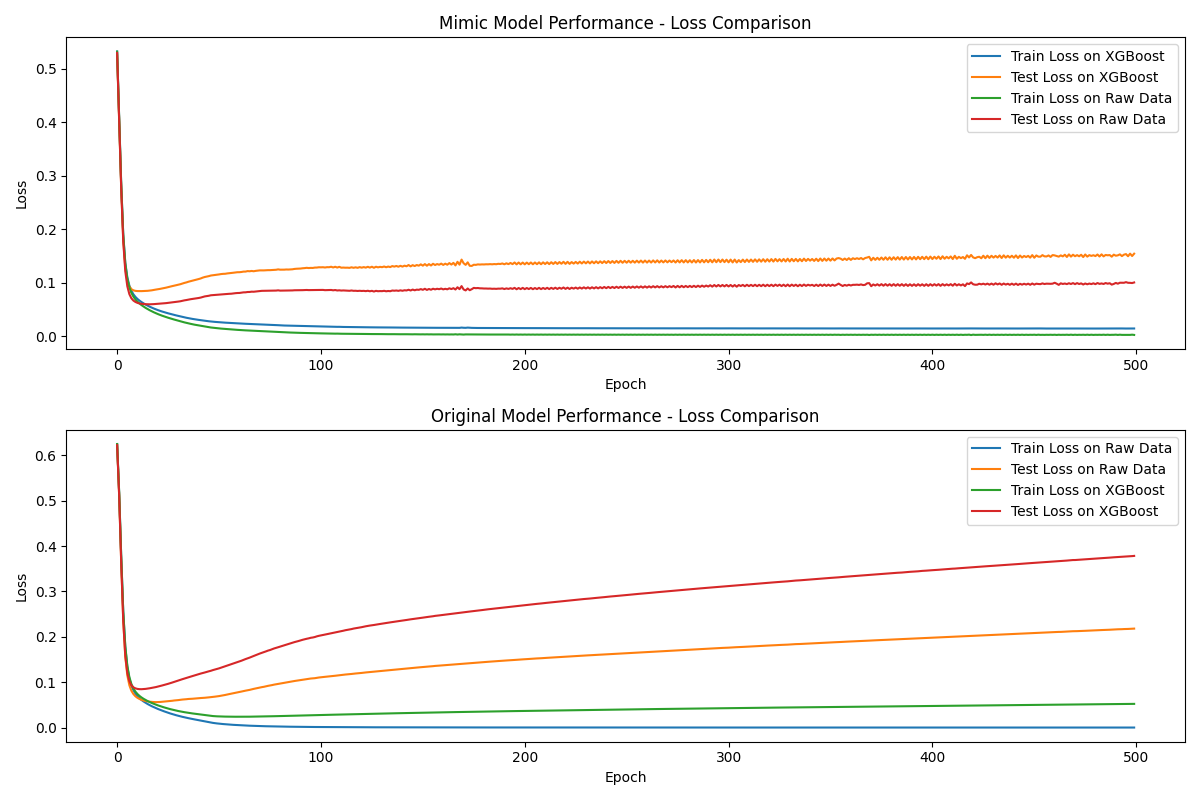 Mimic Model Performance - Loss Comparison
Loss
0.5
0.4
0.3
0.2
0.1
0.0
Train Loss on XGBoost
Test Loss on XGBoost
Train Loss on Raw Data
Test Loss on Raw Data
0 100 200 300 400 500
Epoch
Original Model Performance - Loss Comparison
Loss
0.6
0.5
0.4
0.3
0.2
0.1
0.0
Train Loss on Raw Data
Test Loss on Raw Data
Train Loss on XGBoost
Test Loss on XGBoost
0 100 200 300 400 500
Epoch